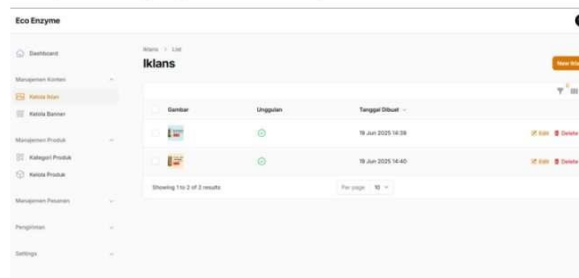 Eco Enzyme
Dashboard
Manajemen Konten
Kelola Iklan
Kelola Banner
Manajemen Produk
Kategori Produk
Kelola Produk
Manajemen Pesanan
Pengiriman
Settings
Iklans > List
Iklans
New
0
Gambar Unggulan Tanggal Dibuat
19 Jun 2025 14:39 Edit Delete
19 Jun 2025 14:40 Edit Delete
Showing 1 to 2 of 2 results Per page 10